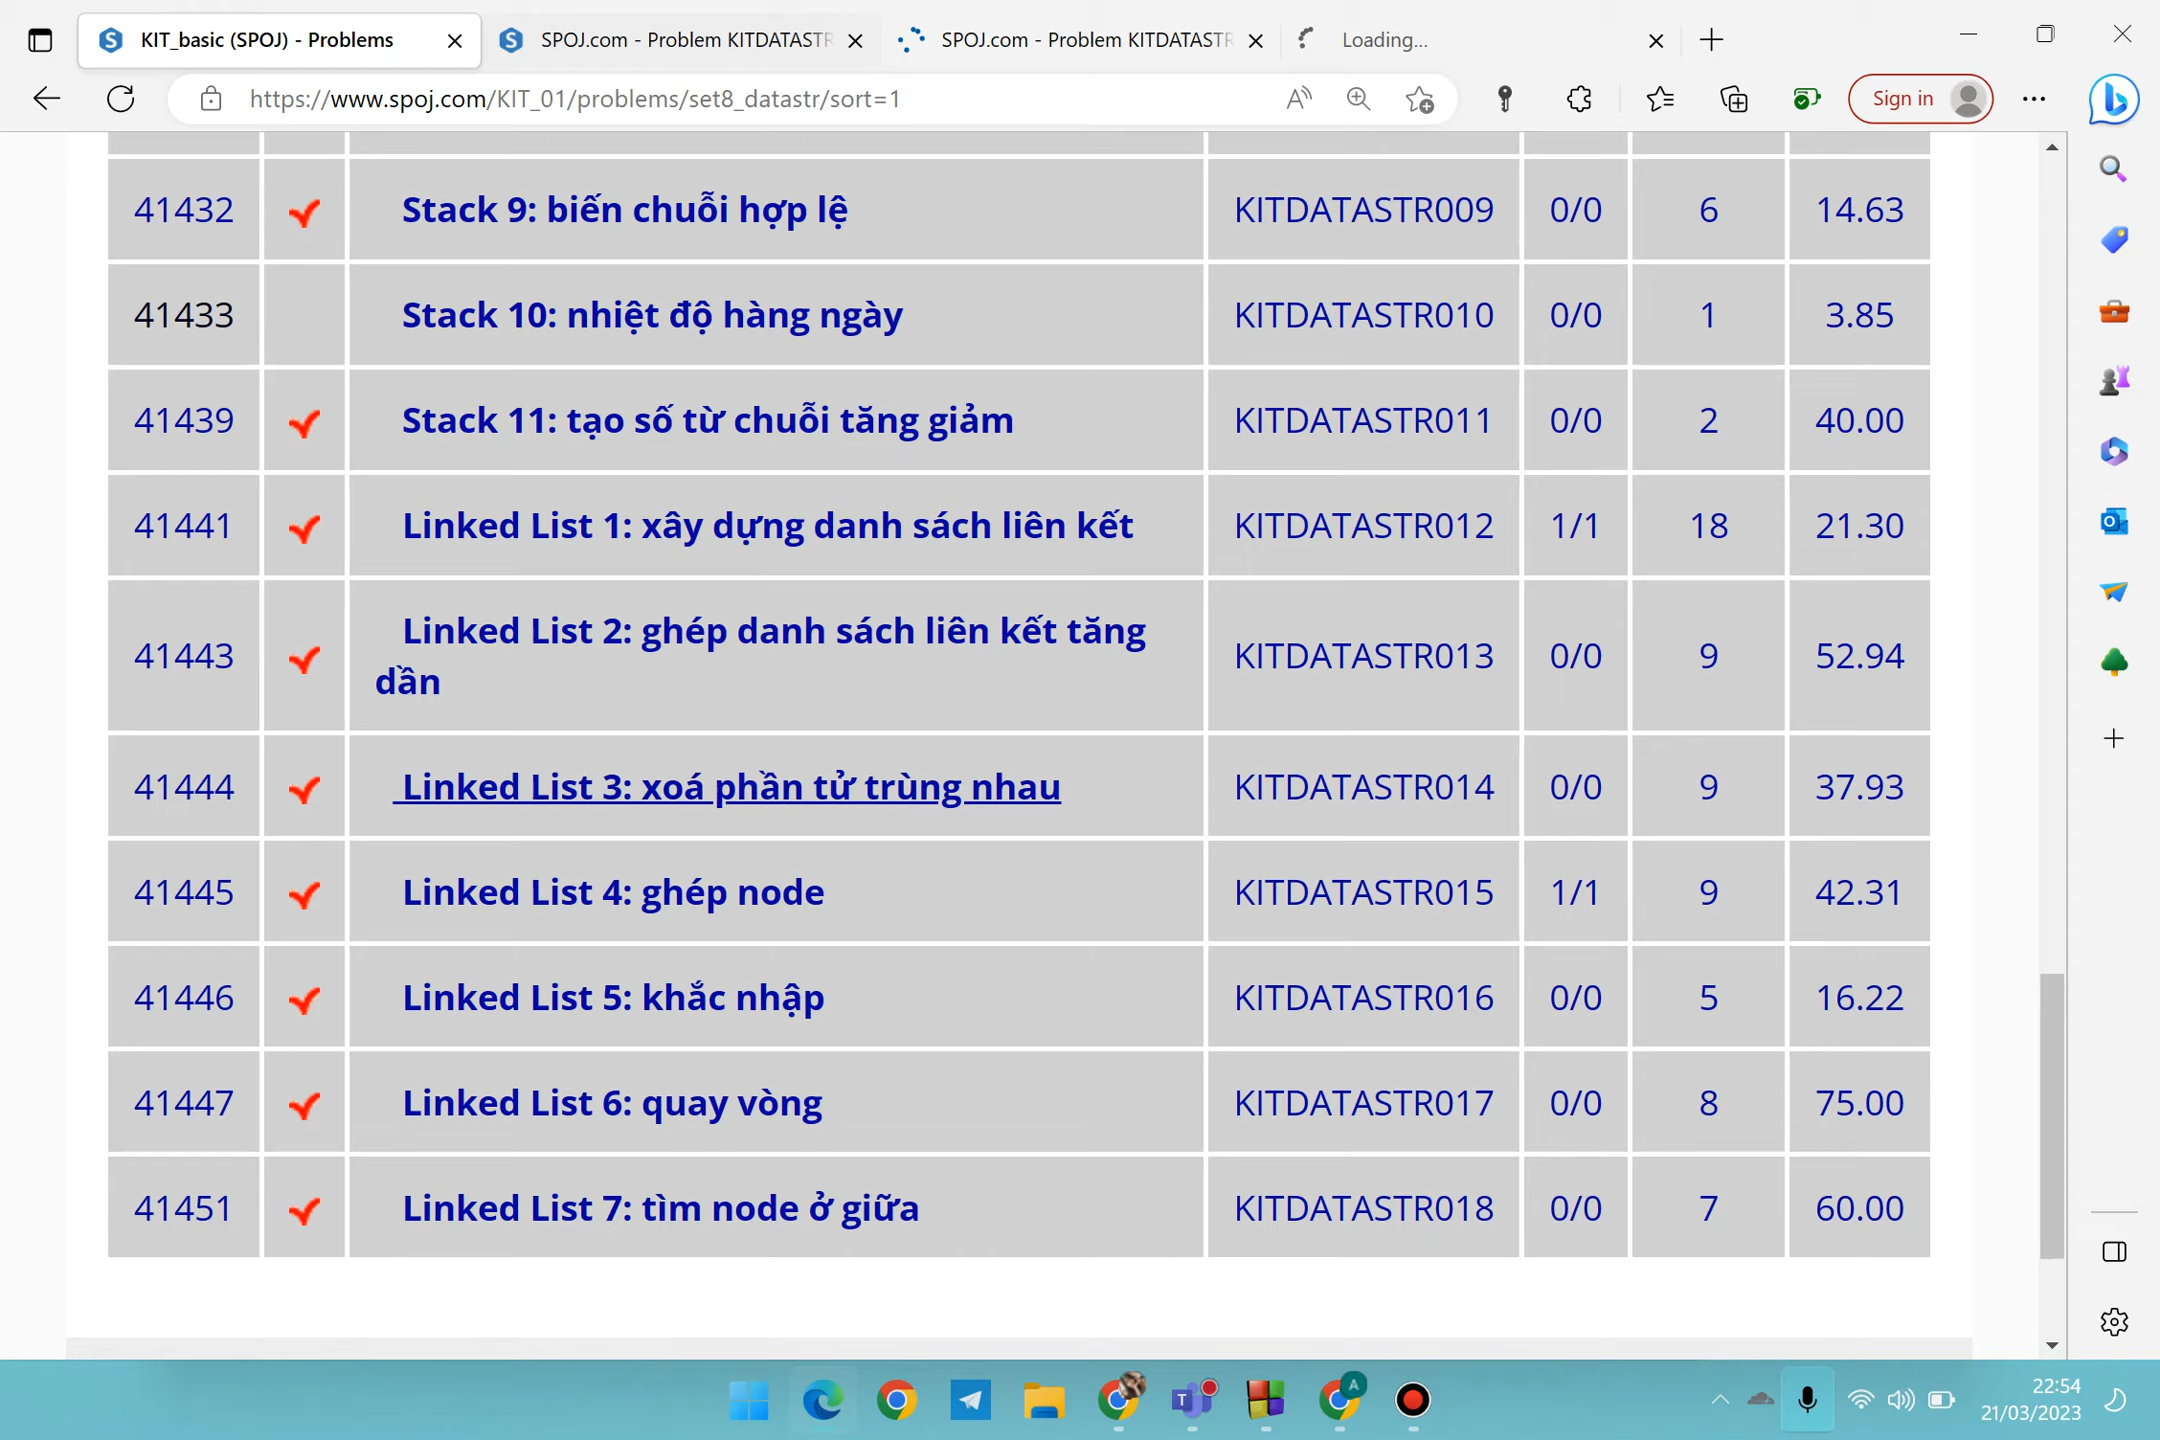 KIT_basic (SPOJ) - Problems
SPOJ.com - Problem KITDATASTR
SPOJ.com - Problem KITDATASTR
Loading...
https://www.spoj.com/KIT_01/problems/set8_datastr/sort=1
Sign in
41432 Stack 9: biến chuỗi hợp lệ KITDATASTR009 0/0 6 14.63
41433 Stack 10: nhiệt độ hàng ngày KITDATASTR010 0/0 1 3.85
41439 Stack 11: tạo số từ chuỗi tăng giảm KITDATASTR011 0/0 2 40.00
41441 Linked List 1: xây dựng danh sách liên kết KITDATASTR012 1/1 18 21.30
41443 Linked List 2: ghép danh sách liên kết tăng
dần KITDATASTR013 0/0 9 52.94
41444 Linked List 3: xoá phần tử trùng nhau KITDATASTR014 0/0 9 37.93
41445 Linked List 4: ghép node KITDATASTR015 1/1 9 42.31
41446 Linked List 5: khắc nhập KITDATASTR016 0/0 5 16.22
41447 Linked List 6: quay vòng KITDATASTR017 0/0 8 75.00
41451 Linked List 7: tìm node ở giữa KITDATASTR018 0/0 7 60.00
22:54
21/03/2023